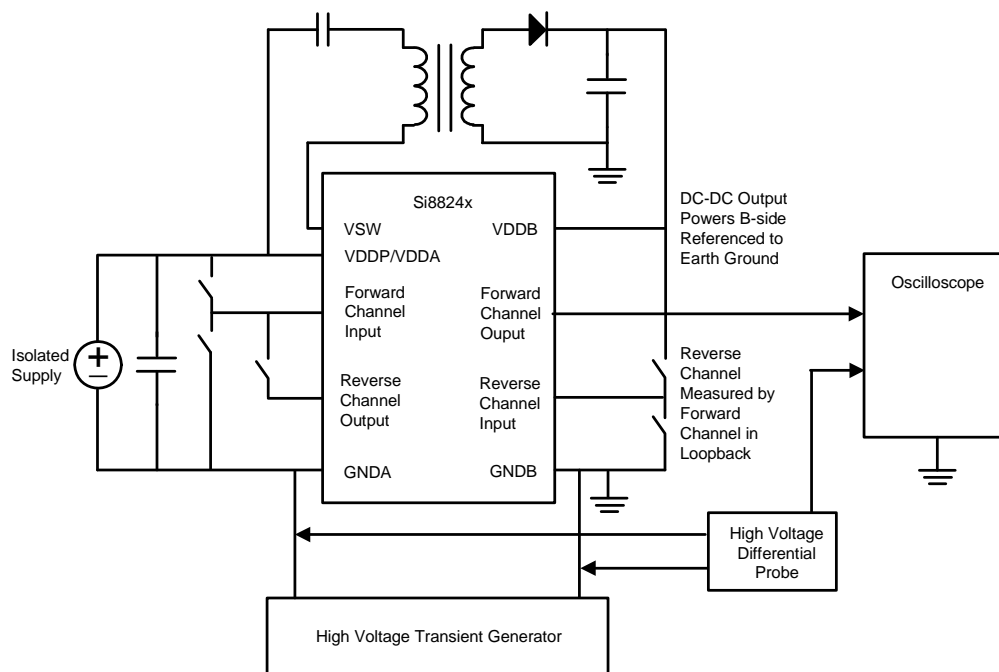 Si8824x
VSW
VDDB
VDDP/VDDA
DC-DC Output
Powers B-side
Referenced to
Earth Ground
Oscilloscope
Forward
Channel
Input
Forward
Channel
Ouput
Isolated
Supply
+
−
Reverse
Channel
Output
Reverse
Channel
Input
Reverse
Channel
Measured by
Forward
Channel in
Loopback
GNDA
GNDB
High Voltage
Differential
Probe
High Voltage Transient Generator